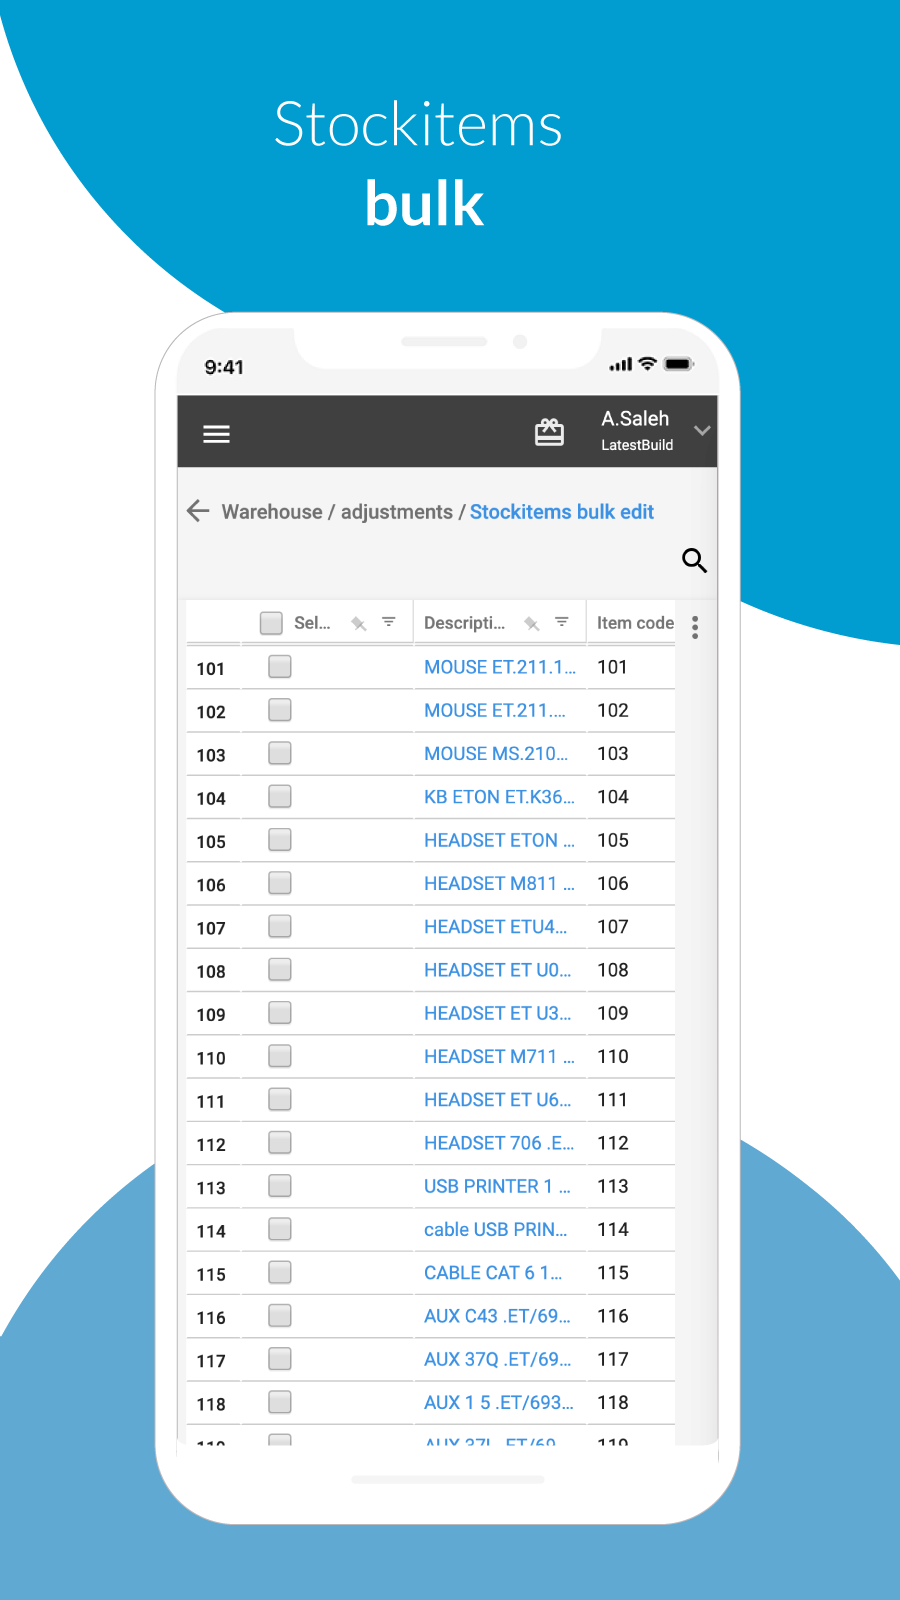 Stockitems
bulk
9:41
A.Saleh
LatestBuild
Warehouse / adjustments / Stockitems bulk edit
Sel... Descripti... Item code
101 MOUSE ET.211.1... 101
102 MOUSE ET.211.... 102
103 MOUSE MS.210... 103
104 KB ETON ET.K36... 104
105 HEADSET ETON ... 105
106 HEADSET M811 ... 106
107 HEADSET ETU4... 107
108 HEADSET ET U0... 108
109 HEADSET ET U3... 109
110 HEADSET M711 ... 110
111 HEADSET ET U6... 111
112 HEADSET 706 .E... 112
113 USB PRINTER 1 ... 113
114 cable USB PRIN... 114
115 CABLE CAT 6 1... 115
116 AUX C43 .ET/69... 116
117 AUX 37Q .ET/69... 117
118 AUX 1 5 .ET/693... 118
119 119